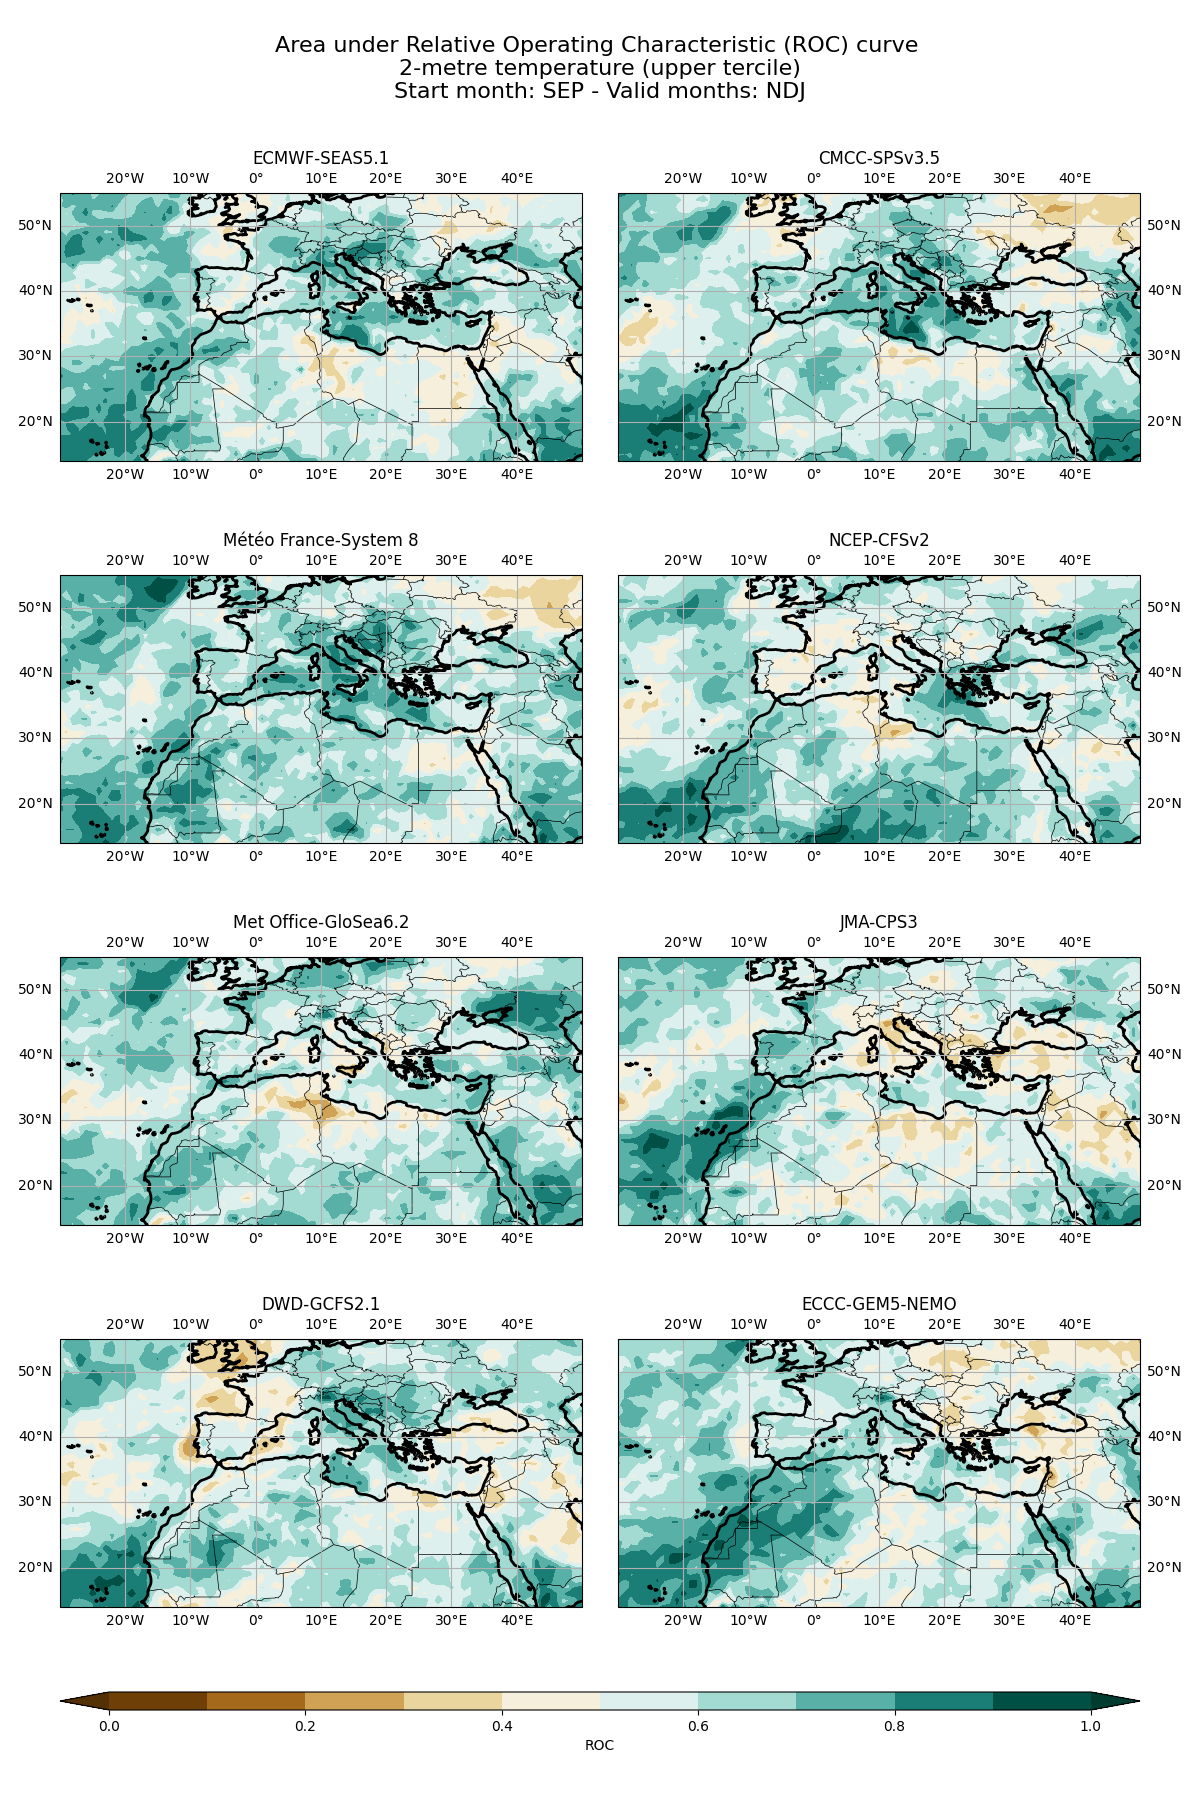 Area under Relative Operating Characteristic (ROC) curve
2-metre temperature (upper tercile)
Start month: SEP - Valid months: NDJ
ECMWF-SEAS5.1
20°W 10°W 0° 10°E 20°E 30°E 40°E
50°N
40°N
30°N
20°N
20°W 10°W 0° 10°E 20°E 30°E 40°E
CMCC-SPSv3.5
20°W 10°W 0° 10°E 20°E 30°E 40°E
50°N
40°N
30°N
20°N
20°W 10°W 0° 10°E 20°E 30°E 40°E
Météo France-System 8
20°W 10°W 0° 10°E 20°E 30°E 40°E
50°N
40°N
30°N
20°N
20°W 10°W 0° 10°E 20°E 30°E 40°E
NCEP-CFSv2
20°W 10°W 0° 10°E 20°E 30°E 40°E
50°N
40°N
30°N
20°N
20°W 10°W 0° 10°E 20°E 30°E 40°E
Met Office-GloSea6.2
20°W 10°W 0° 10°E 20°E 30°E 40°E
50°N
40°N
30°N
20°N
20°W 10°W 0° 10°E 20°E 30°E 40°E
JMA-CPS3
20°W 10°W 0° 10°E 20°E 30°E 40°E
50°N
40°N
30°N
20°N
20°W 10°W 0° 10°E 20°E 30°E 40°E
DWD-GCFS2.1
20°W 10°W 0° 10°E 20°E 30°E 40°E
50°N
40°N
30°N
20°N
20°W 10°W 0° 10°E 20°E 30°E 40°E
ECCC-GEM5-NEMO
20°W 10°W 0° 10°E 20°E 30°E 40°E
50°N
40°N
30°N
20°N
20°W 10°W 0° 10°E 20°E 30°E 40°E
0.0 0.2 0.4 0.6 0.8 1.0
ROC